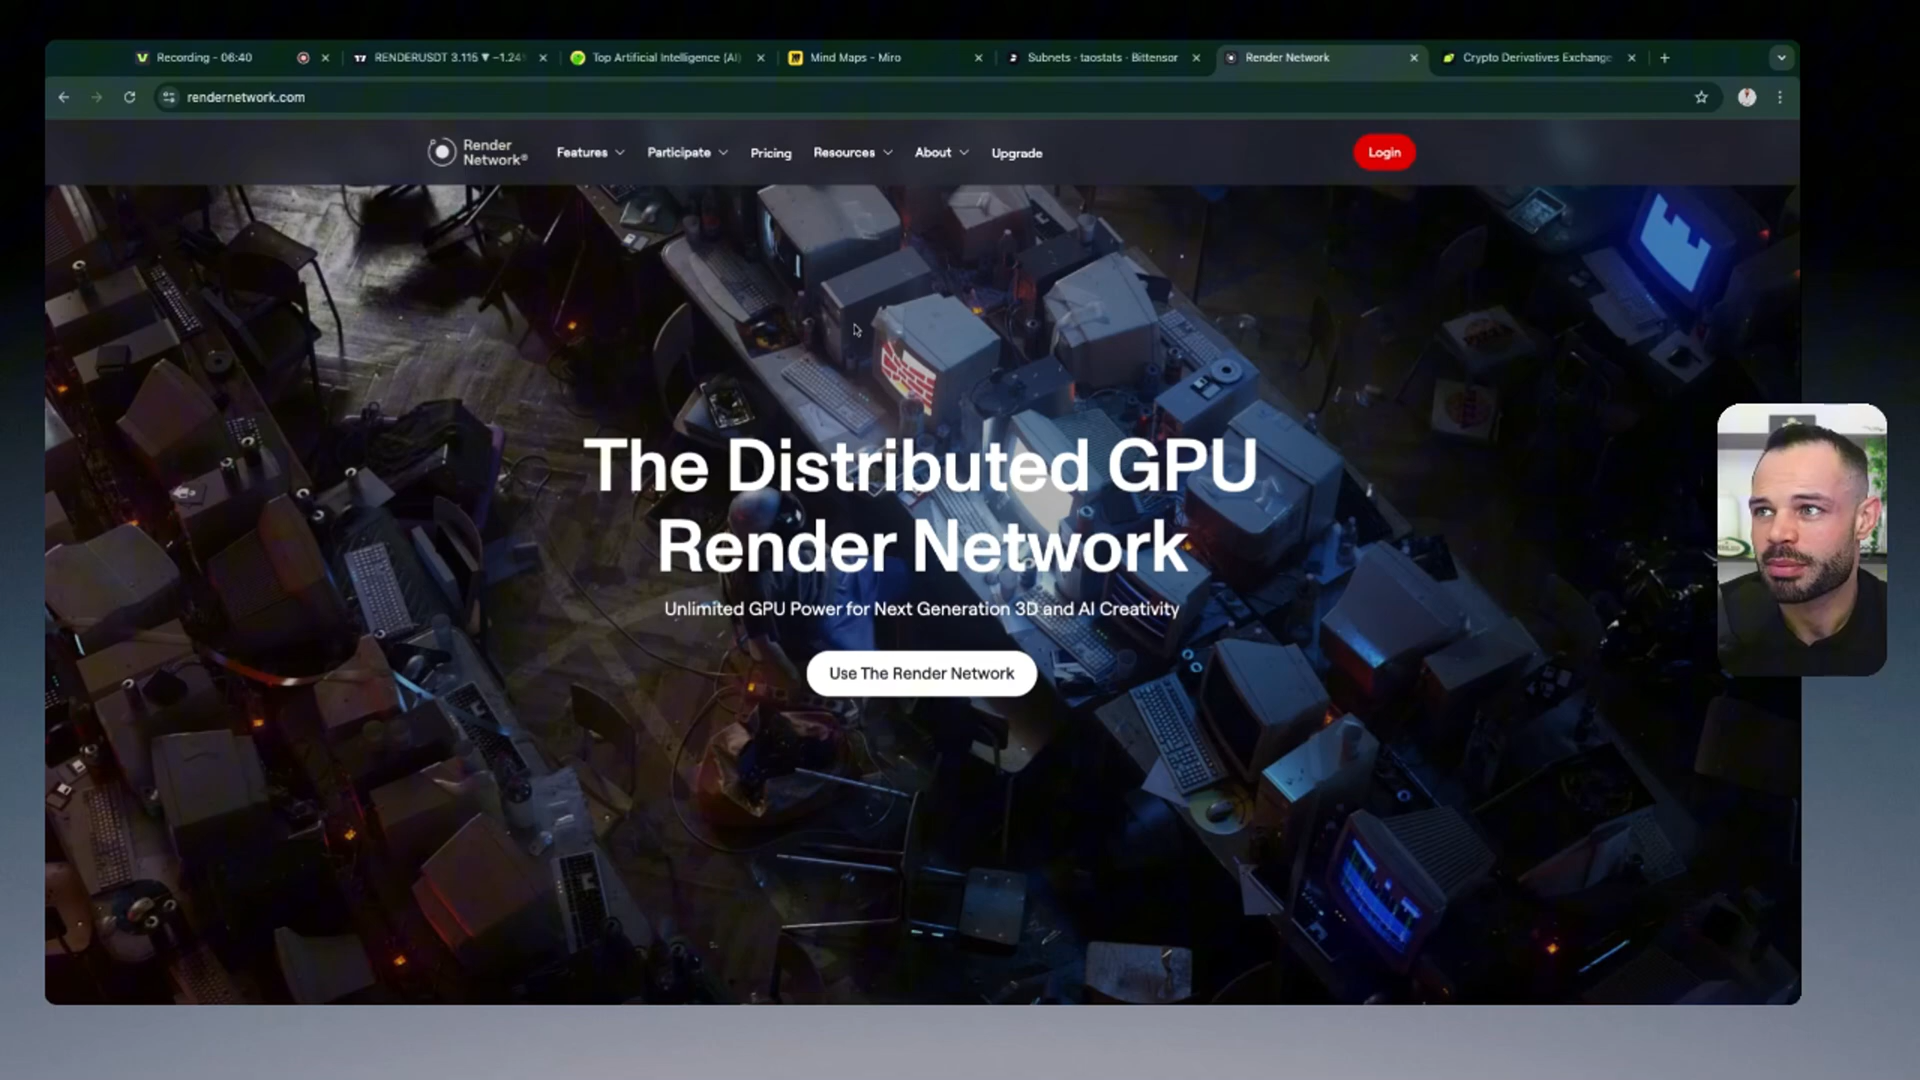 Recording - 06:40
RENDERUSDT 3.115 ▼ −1.24
Top Artificial Intelligence (AI)
Mind Maps - Miro
Subnets · taostats · Bittensor
Render Network
Crypto Derivatives Exchange
rendernetwork.com
Render
Network®
Features
Participate
Pricing
Resources
About
Upgrade
Login
The Distributed GPU
Render Network
Unlimited GPU Power for Next Generation 3D and AI Creativity
Use The Render Network